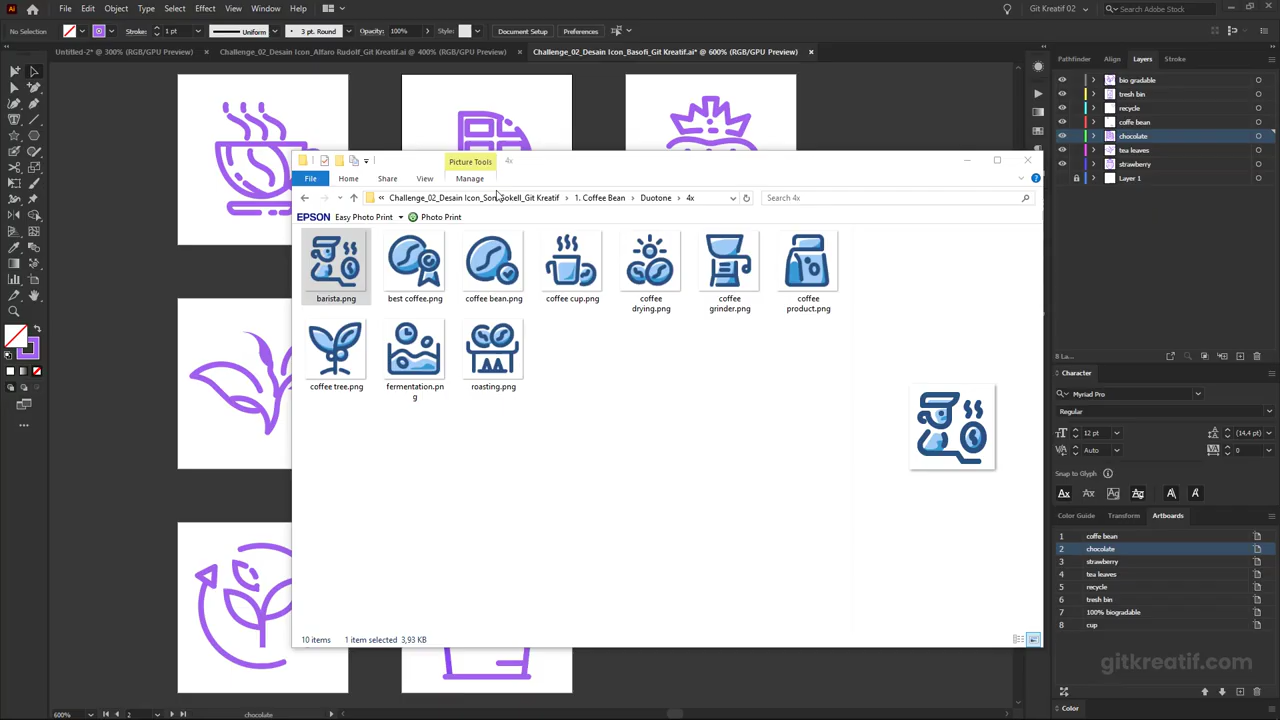 File Edit Object Type Select Effect View Window Help
Git Kreatif 02
Search Adobe Stock
No Selection
Stroke: 1 pt Uniform 3 pt. Round Opacity: 100% Style: Document Setup Preferences
Untitled-2* @ 300% (RGB/GPU Preview) × Challenge_02_Desain Icon_Alfaro Rudolf_Git Kreatif.ai @ 400% (RGB/GPU Preview) × Challenge_02_Desain Icon_Basofi_Git Kreatif.ai* @ 600% (RGB/GPU Preview) ×
Picture Tools 4x
File Home Share View Manage
« Challenge_02_Desain Icon_Son Sokell_Git Kreatif > 1. Coffee Bean > Duotone > 4x
Search 4x
EPSON Easy Photo Print Photo Print
barista.png
best coffee.png
coffee bean.png
coffee cup.png
coffee drying.png
coffee grinder.png
coffee product.png
coffee tree.png
fermentation.pn
g
roasting.png
10 items 1 item selected 3,93 KB
Pathfinder Align Layers Stroke
bio gradable
tresh bin
recycle
coffe bean
chocolate
tea leaves
strawberry
Layer 1
8 La...
Character
Myriad Pro
Regular
12 pt (14,4 pt)
Auto 0
Snap to Glyph
Color Guide Transform Artboards
1 coffe bean
2 chocolate
3 strawberry
4 tea leaves
5 recycle
6 tresh bin
7 100% biogradable
8 cup
gitkreatif.com
Color
600% 2 chocolate